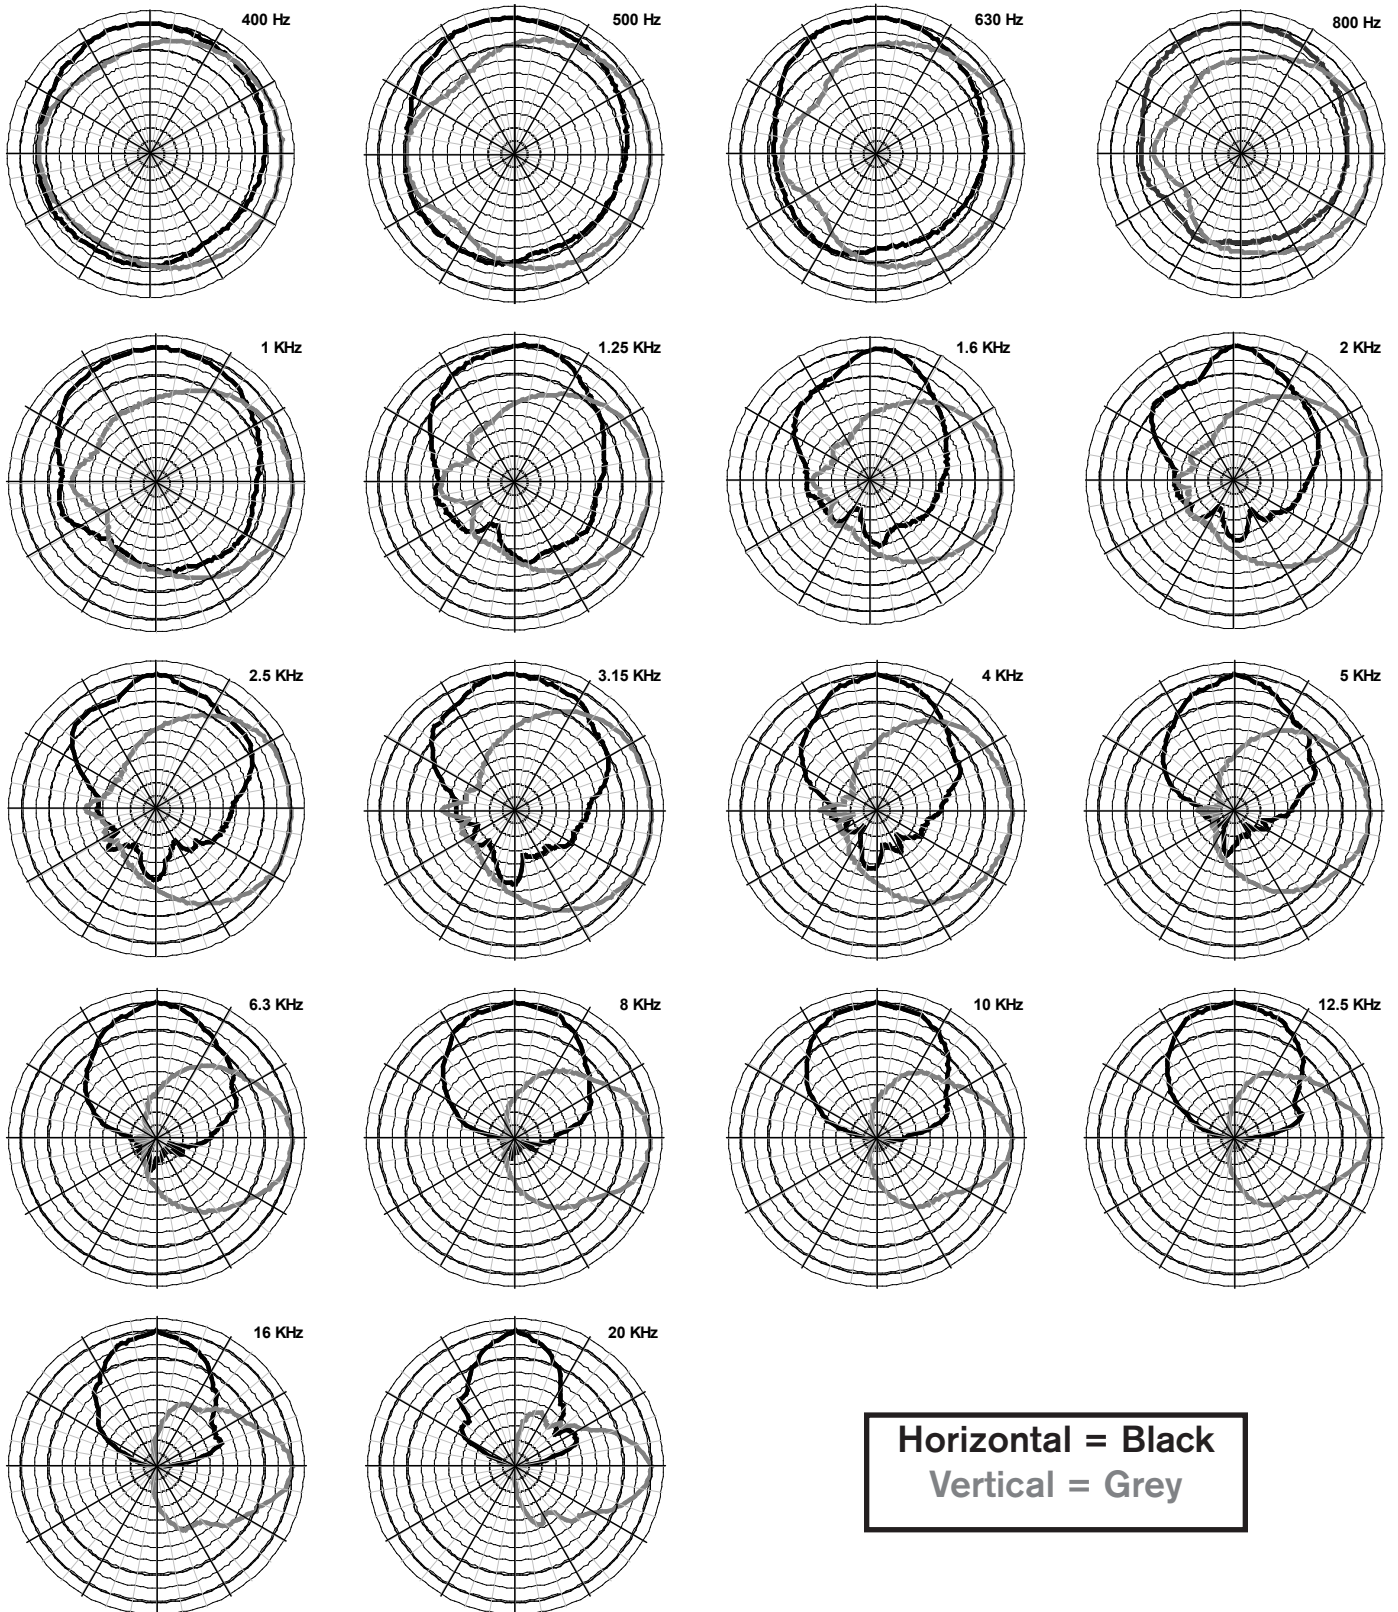 400 Hz
500 Hz
630 Hz
800 Hz
1 KHz
1.25 KHz
1.6 KHz
2 KHz
2.5 KHz
3.15 KHz
4 KHz
5 KHz
6.3 KHz
8 KHz
10 KHz
12.5 KHz
16 KHz
20 KHz
Horizontal = Black
Vertical = Grey